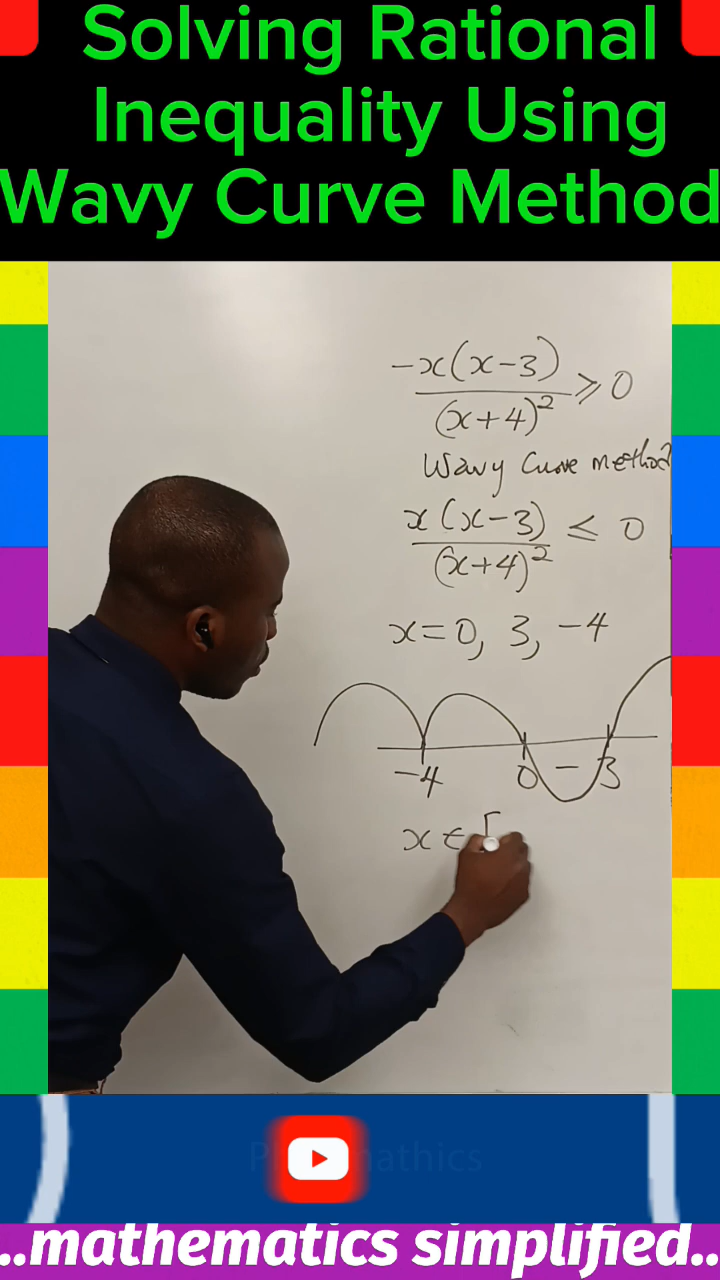 Solving Rational
Inequality Using
Wavy Curve Method
-x(x-3)
≥ 0
(x+4)²
Wavy Curve method
x(x-3)
≤ 0
(x+4)²
x=0, 3, -4
-4 0 - 3
x ∈ [
..mathematics simplified..